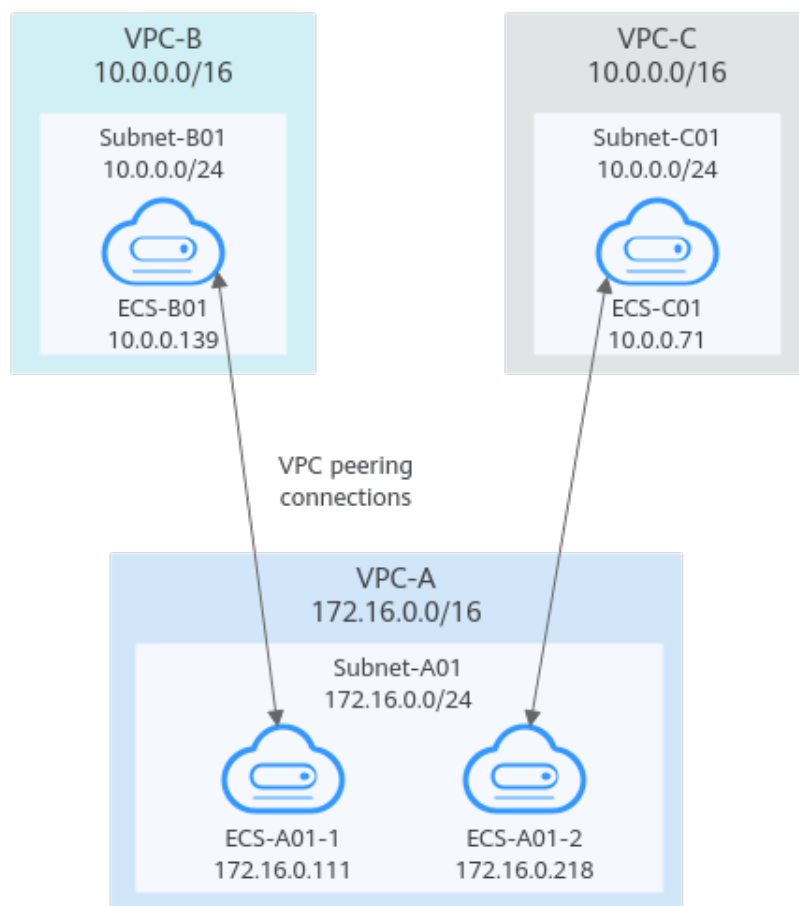 VPC-B
10.0.0.0/16
Subnet-B01
10.0.0.0/24
ECS-B01
10.0.0.139
VPC-C
10.0.0.0/16
Subnet-C01
10.0.0.0/24
ECS-C01
10.0.0.71
VPC peering
connections
VPC-A
172.16.0.0/16
Subnet-A01
172.16.0.0/24
ECS-A01-1
172.16.0.111
ECS-A01-2
172.16.0.218